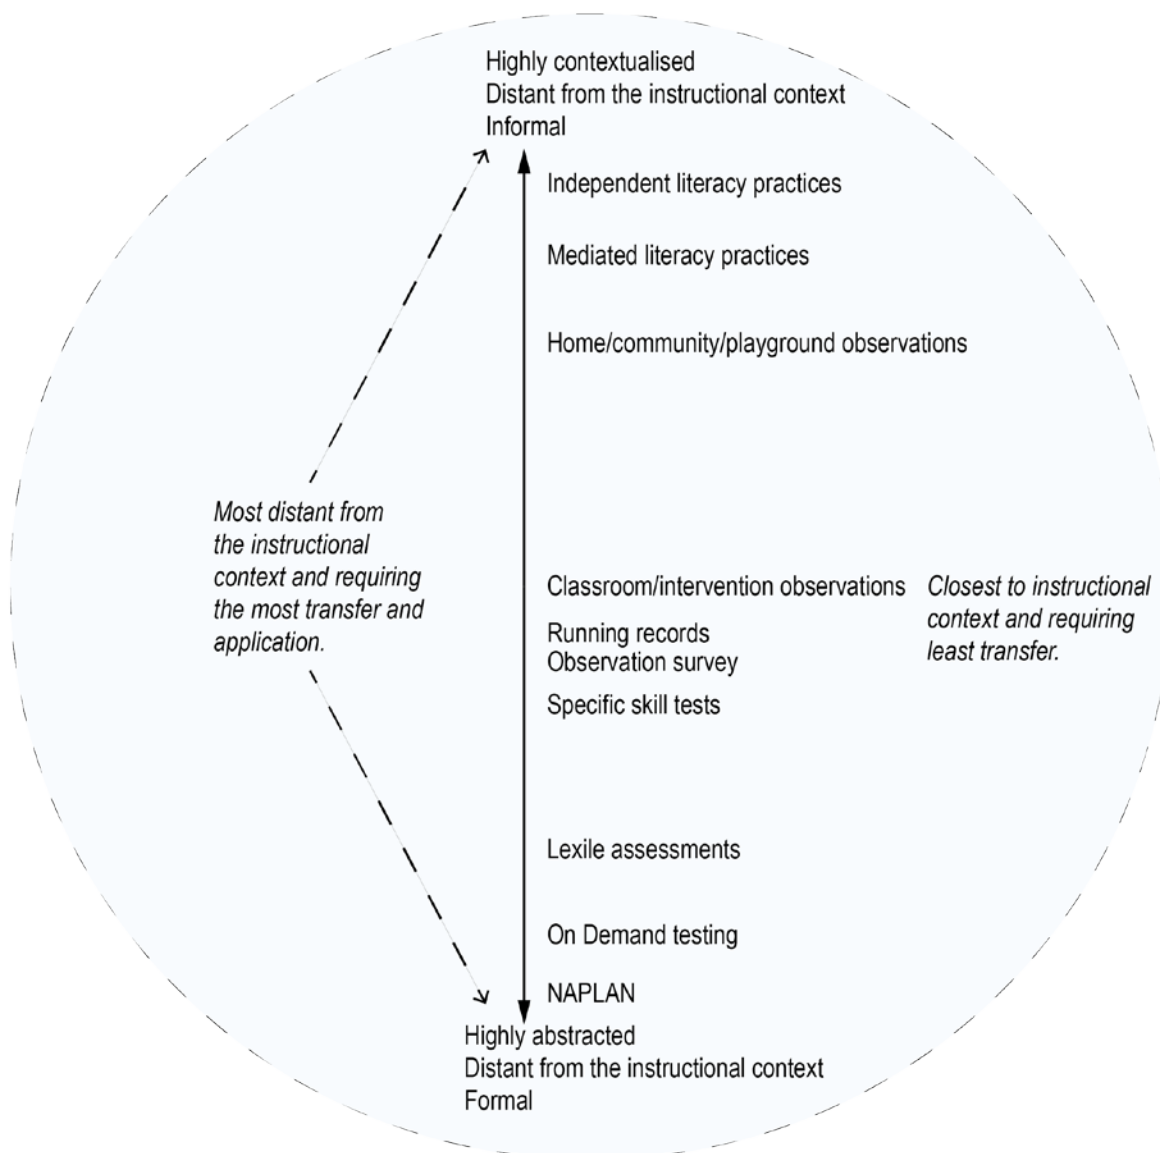 Highly contextualised
Distant from the instructional context
Informal
Independent literacy practices
Mediated literacy practices
Home/community/playground observations
Most distant from
the instructional
context and requiring
the most transfer and
application.
Classroom/intervention observations
Running records
Observation survey
Specific skill tests
Closest to instructional
context and requiring
least transfer.
Lexile assessments
On Demand testing
NAPLAN
Highly abstracted
Distant from the instructional context
Formal